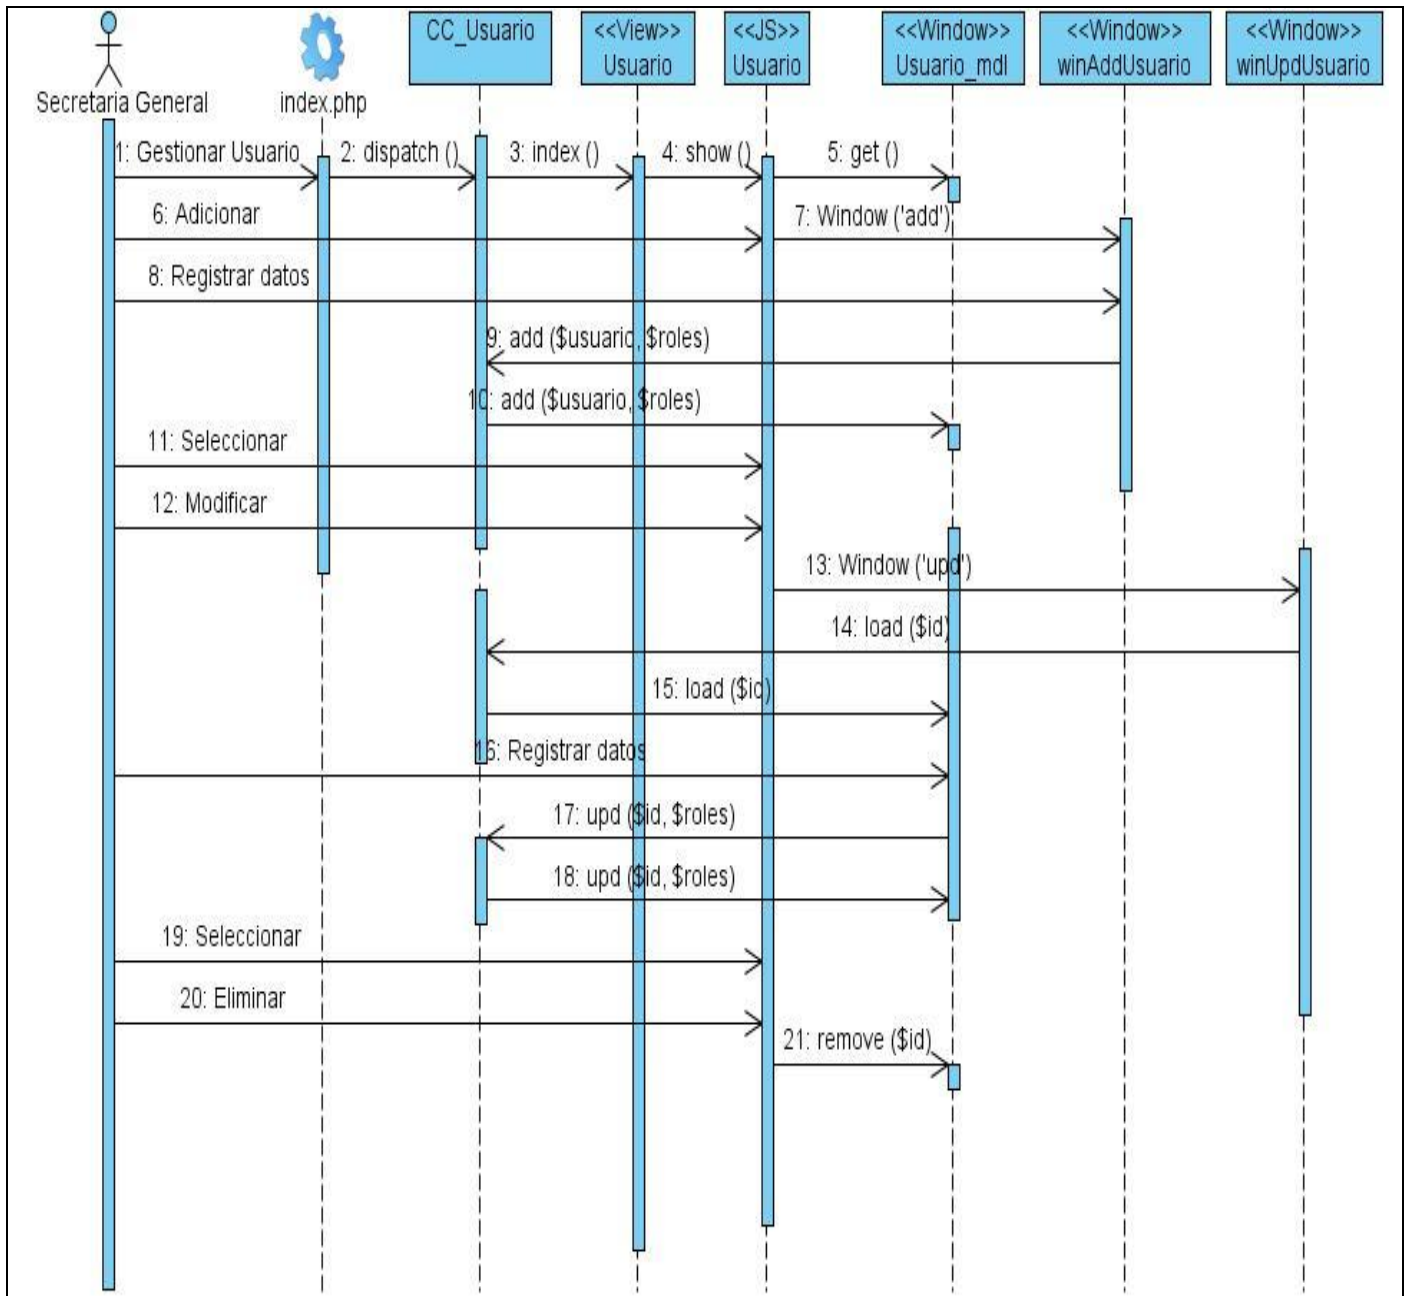 CC_Usuario
<<View>>
Usuario
<<JS>>
Usuario
<<Window>>
Usuario_mdl
<<Window>>
winAddUsuario
<<Window>>
winUpdUsuario
Secretaria General
index.php
1: Gestionar Usuario
2: dispatch ()
3: index ()
4: show ()
5: get ()
6: Adicionar
7: Window ('add')
8: Registrar datos
9: add ($usuario, $roles)
10: add ($usuario, $roles)
11: Seleccionar
12: Modificar
13: Window ('upd')
14: load ($id)
15: load ($id)
16: Registrar datos
17: upd ($id, $roles)
18: upd ($id, $roles)
19: Seleccionar
20: Eliminar
21: remove ($id)